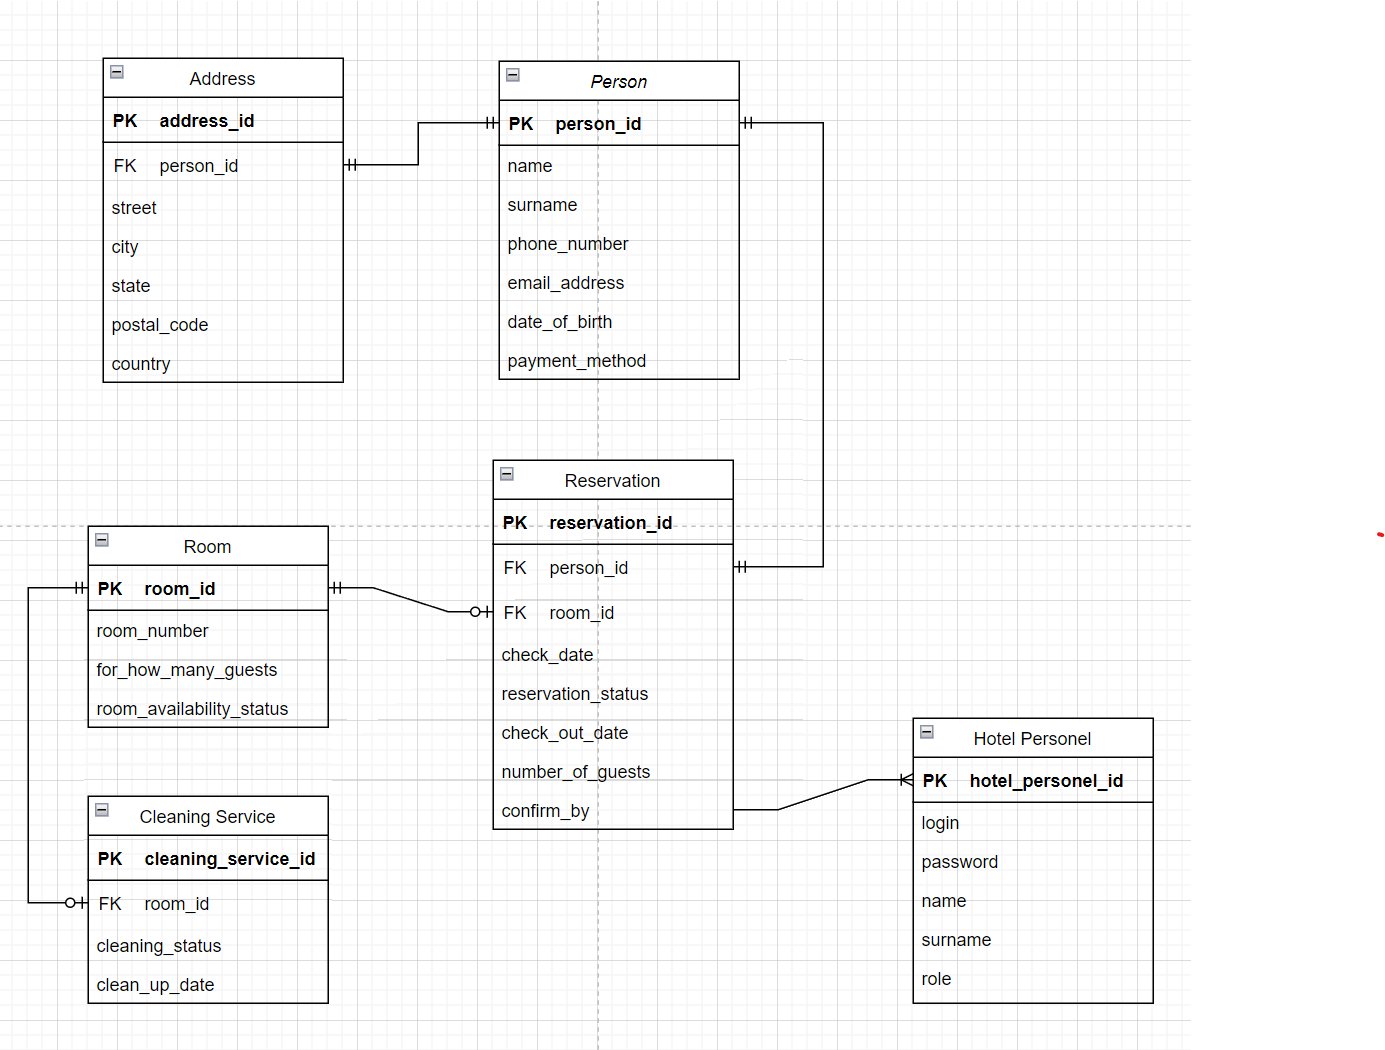 Address
PK address_id
FK person_id
street
city
state
postal_code
country
Person
PK person_id
name
surname
phone_number
email_address
date_of_birth
payment_method
Reservation
PK reservation_id
FK person_id
FK room_id
check_date
reservation_status
check_out_date
number_of_guests
confirm_by
Room
PK room_id
room_number
for_how_many_guests
room_availability_status
Cleaning Service
PK cleaning_service_id
FK room_id
cleaning_status
clean_up_date
Hotel Personel
PK hotel_personel_id
login
password
name
surname
role